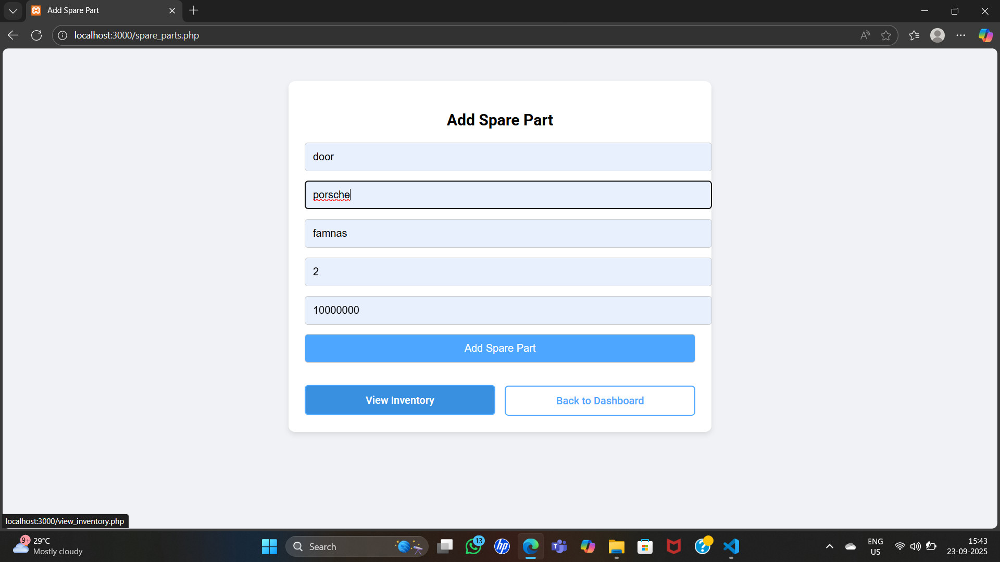 Add Spare Part
localhost:3000/spare_parts.php
Add Spare Part
door
porsche
famnas
2
10000000
Add Spare Part
View Inventory
Back to Dashboard
localhost:3000/view_inventory.php
9+
29°C
Mostly cloudy
Search
13
hp
T
ENG
US
15:43
23-09-2025